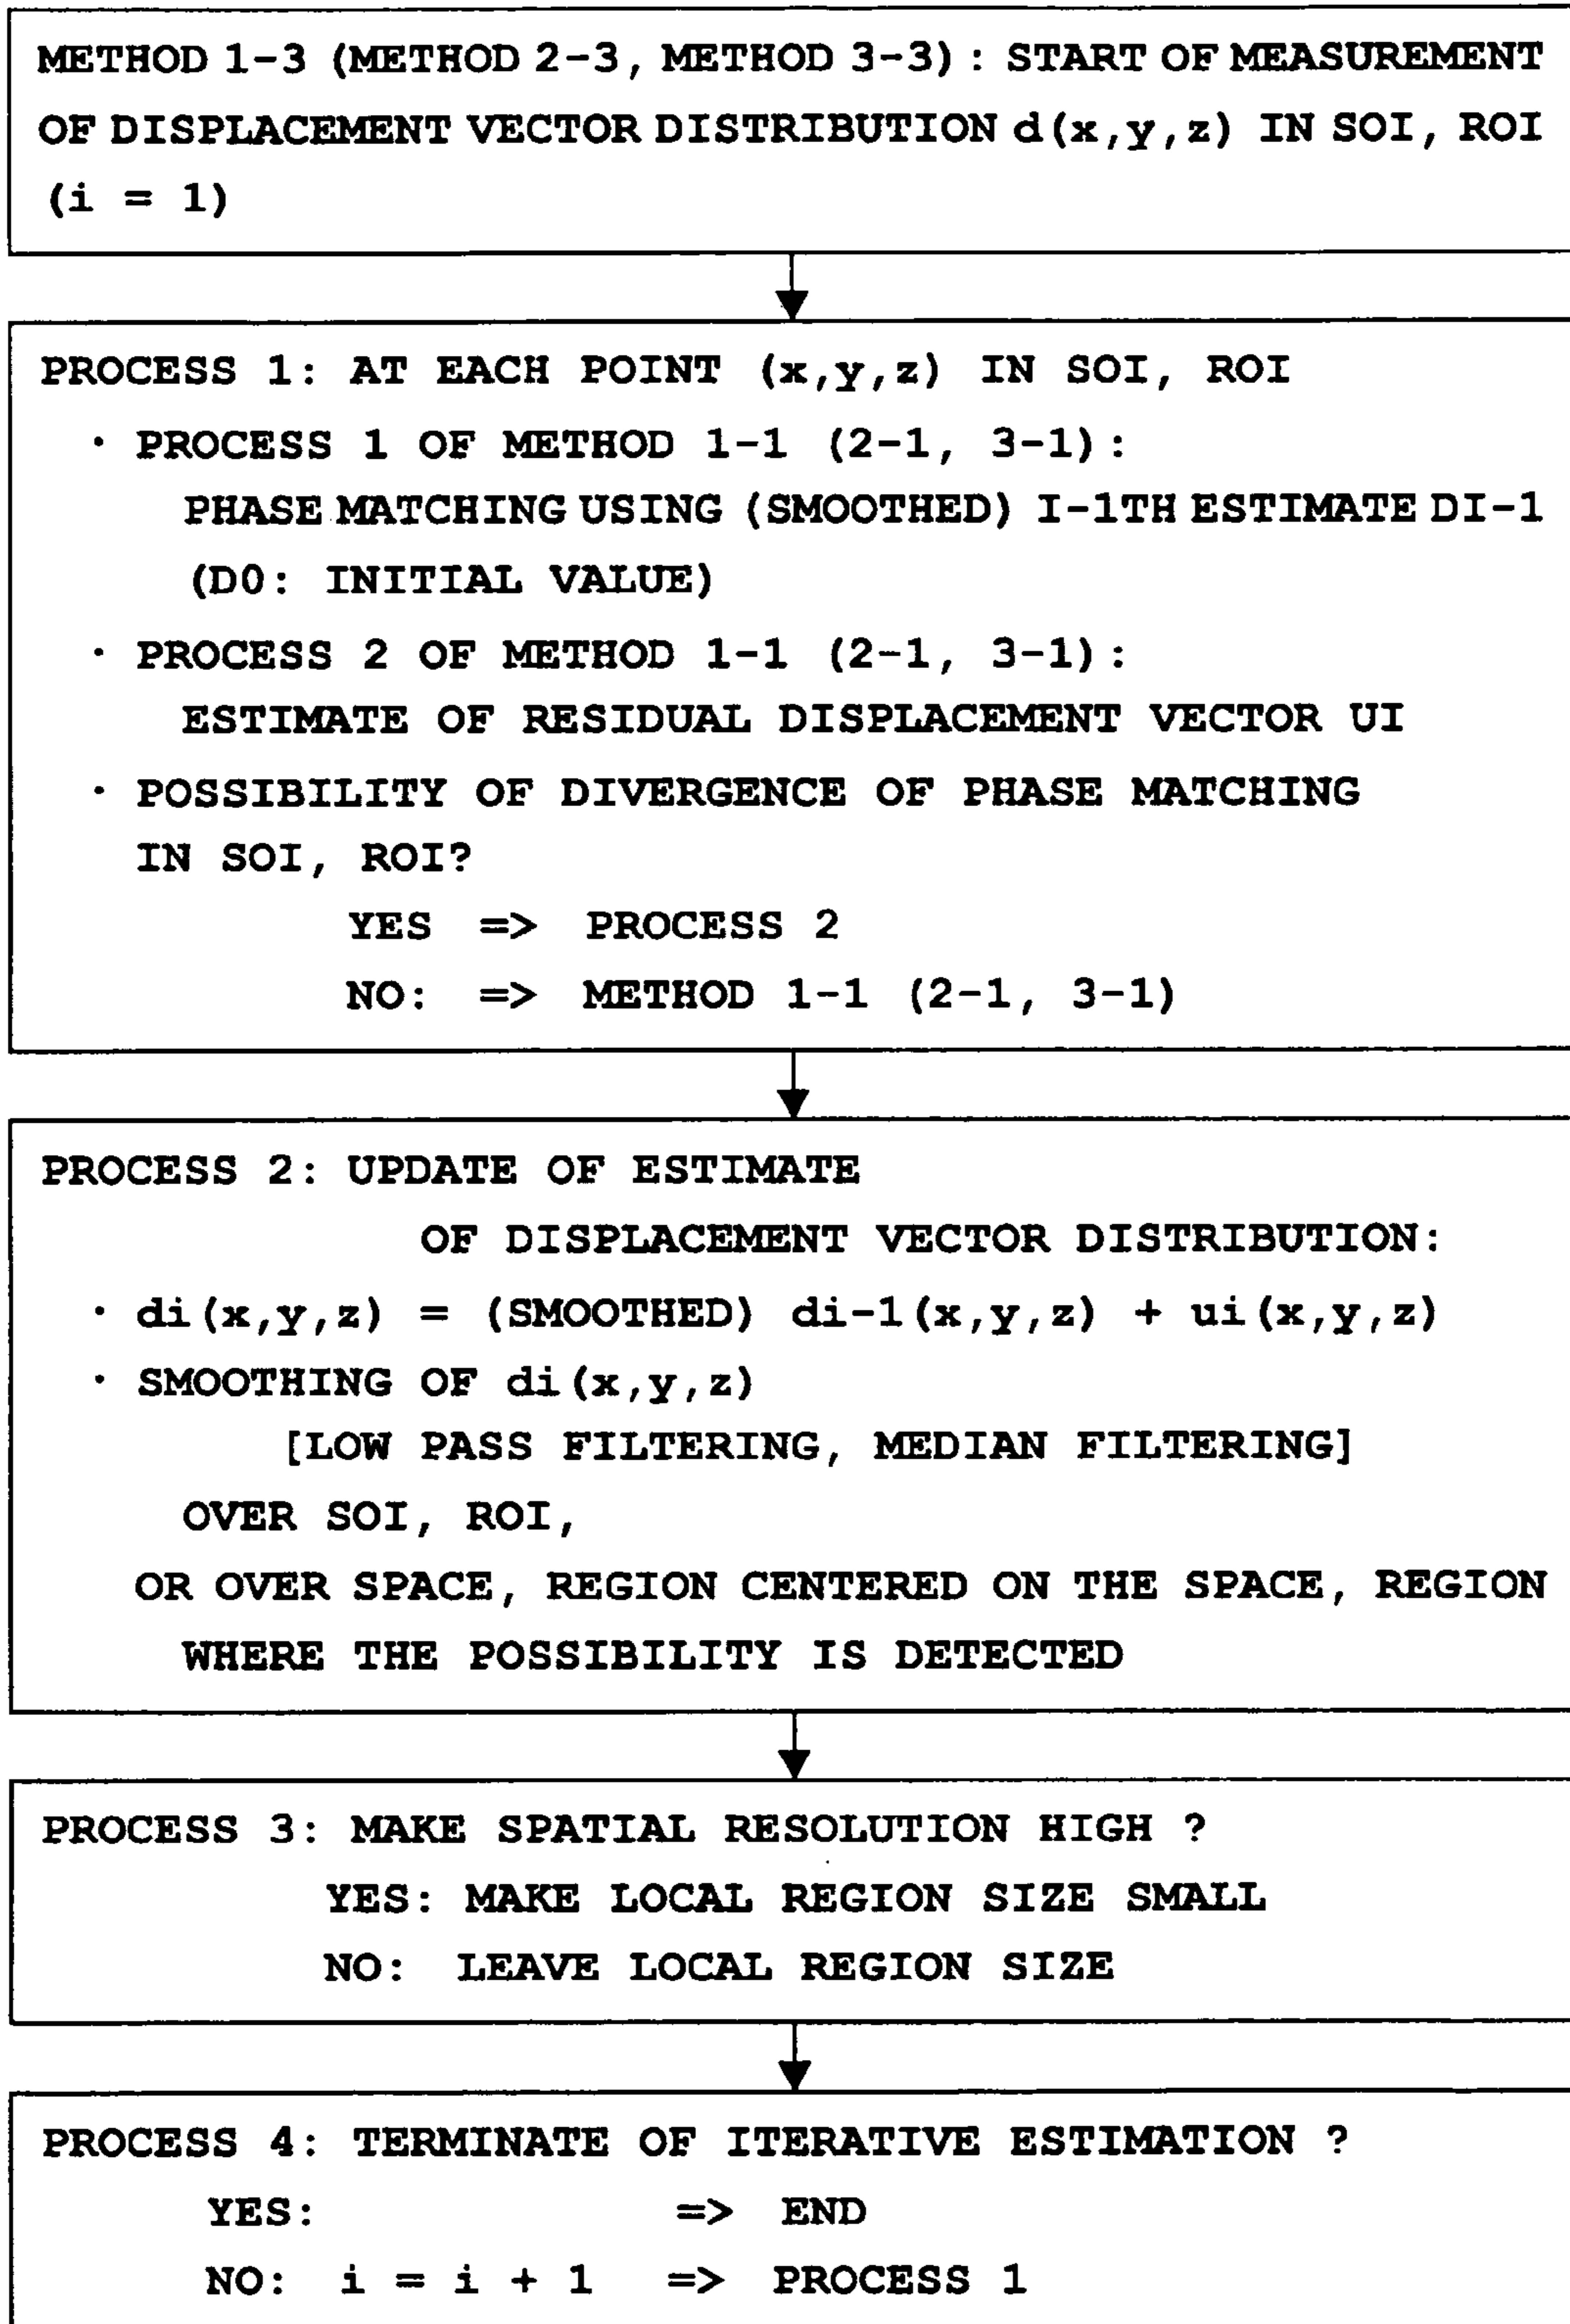 METHOD 1-3 (METHOD 2-3, METHOD 3-3) : START OF MEASUREMENT
OF DISPLACEMENT VECTOR DISTRIBUTION d(x,y,z) IN SOI, ROI
(i = 1)
PROCESS 1: AT EACH POINT (x,y,z) IN SOI, ROI
· PROCESS 1 OF METHOD 1-1 (2-1, 3-1):
PHASE MATCHING USING (SMOOTHED) I-1TH ESTIMATE DI-1
(D0: INITIAL VALUE)
· PROCESS 2 OF METHOD 1-1 (2-1, 3-1):
ESTIMATE OF RESIDUAL DISPLACEMENT VECTOR UI
· POSSIBILITY OF DIVERGENCE OF PHASE MATCHING
IN SOI, ROI?
YES => PROCESS 2
NO: => METHOD 1-1 (2-1, 3-1)
PROCESS 2: UPDATE OF ESTIMATE
OF DISPLACEMENT VECTOR DISTRIBUTION:
· di(x,y,z) = (SMOOTHED) di-1(x,y,z) + ui(x,y,z)
· SMOOTHING OF di(x,y,z)
[LOW PASS FILTERING, MEDIAN FILTERING]
OVER SOI, ROI,
OR OVER SPACE, REGION CENTERED ON THE SPACE, REGION
WHERE THE POSSIBILITY IS DETECTED
PROCESS 3: MAKE SPATIAL RESOLUTION HIGH ?
YES: MAKE LOCAL REGION SIZE SMALL
NO: LEAVE LOCAL REGION SIZE
PROCESS 4: TERMINATE OF ITERATIVE ESTIMATION ?
YES: => END
NO: i = i + 1 => PROCESS 1